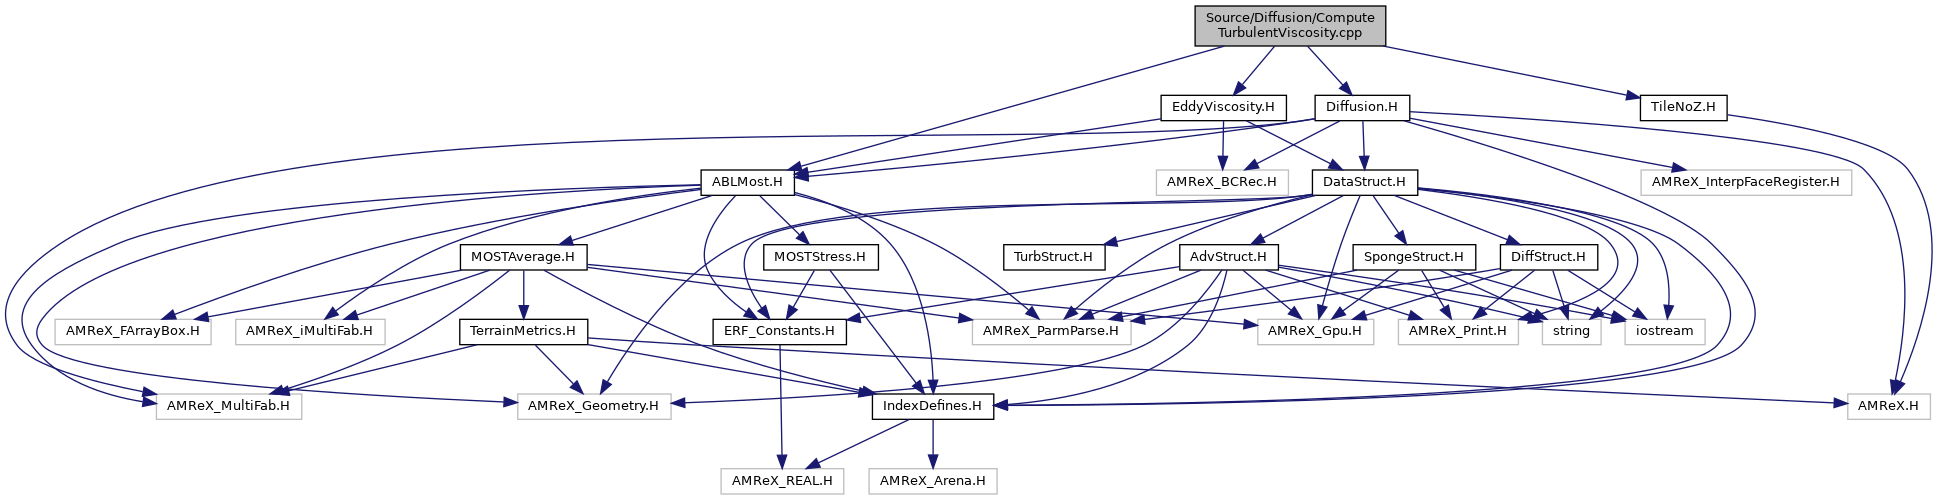 Source/Diffusion/Compute
TurbulentViscosity.cpp
EddyViscosity.H
Diffusion.H
TileNoZ.H
ABLMost.H
AMReX_BCRec.H
DataStruct.H
AMReX_InterpFaceRegister.H
MOSTAverage.H
MOSTStress.H
TurbStruct.H
AdvStruct.H
SpongeStruct.H
DiffStruct.H
AMReX_FArrayBox.H
AMReX_iMultiFab.H
TerrainMetrics.H
ERF_Constants.H
AMReX_ParmParse.H
AMReX_Gpu.H
AMReX_Print.H
string
iostream
AMReX_MultiFab.H
AMReX_Geometry.H
IndexDefines.H
AMReX.H
AMReX_REAL.H
AMReX_Arena.H